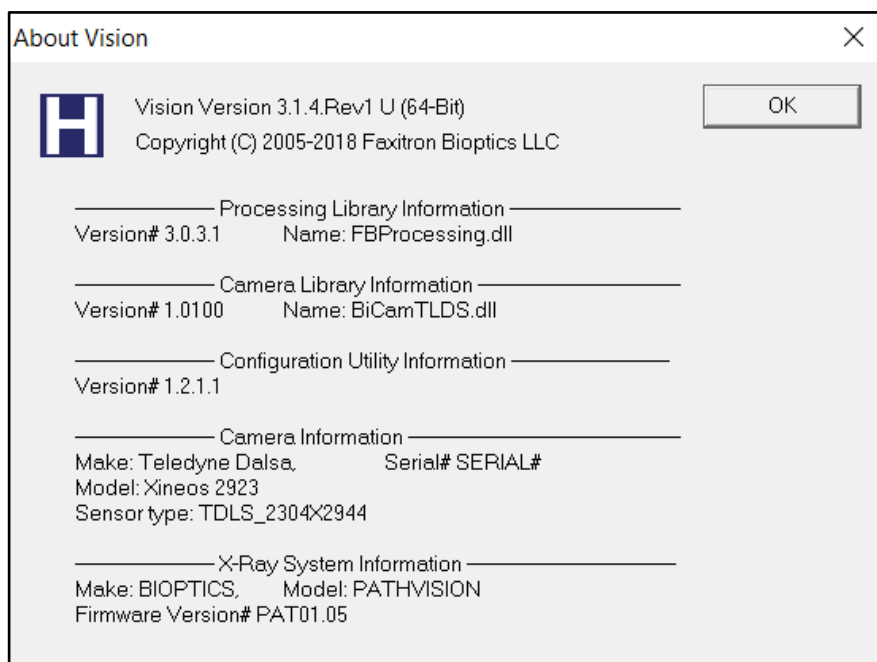 About Vision
H
Vision Version 3.1.4.Rev1 U (64-Bit)
OK
Copyright (C) 2005-2018 Faxitron Bioptics LLC
Processing Library Information
Version# 3.0.3.1 Name: FBProcessing.dll
Camera Library Information
Version# 1.0100 Name: BiCamTLDS.dll
Configuration Utility Information
Version# 1.2.1.1
Camera Information
Make: Teledyne Dalsa, Serial# SERIAL#
Model: Xineos 2923
Sensor type: TDLS_2304X2944
X-Ray System Information
Make: BIOPTICS, Model: PATHVISION
Firmware Version# PAT01.05